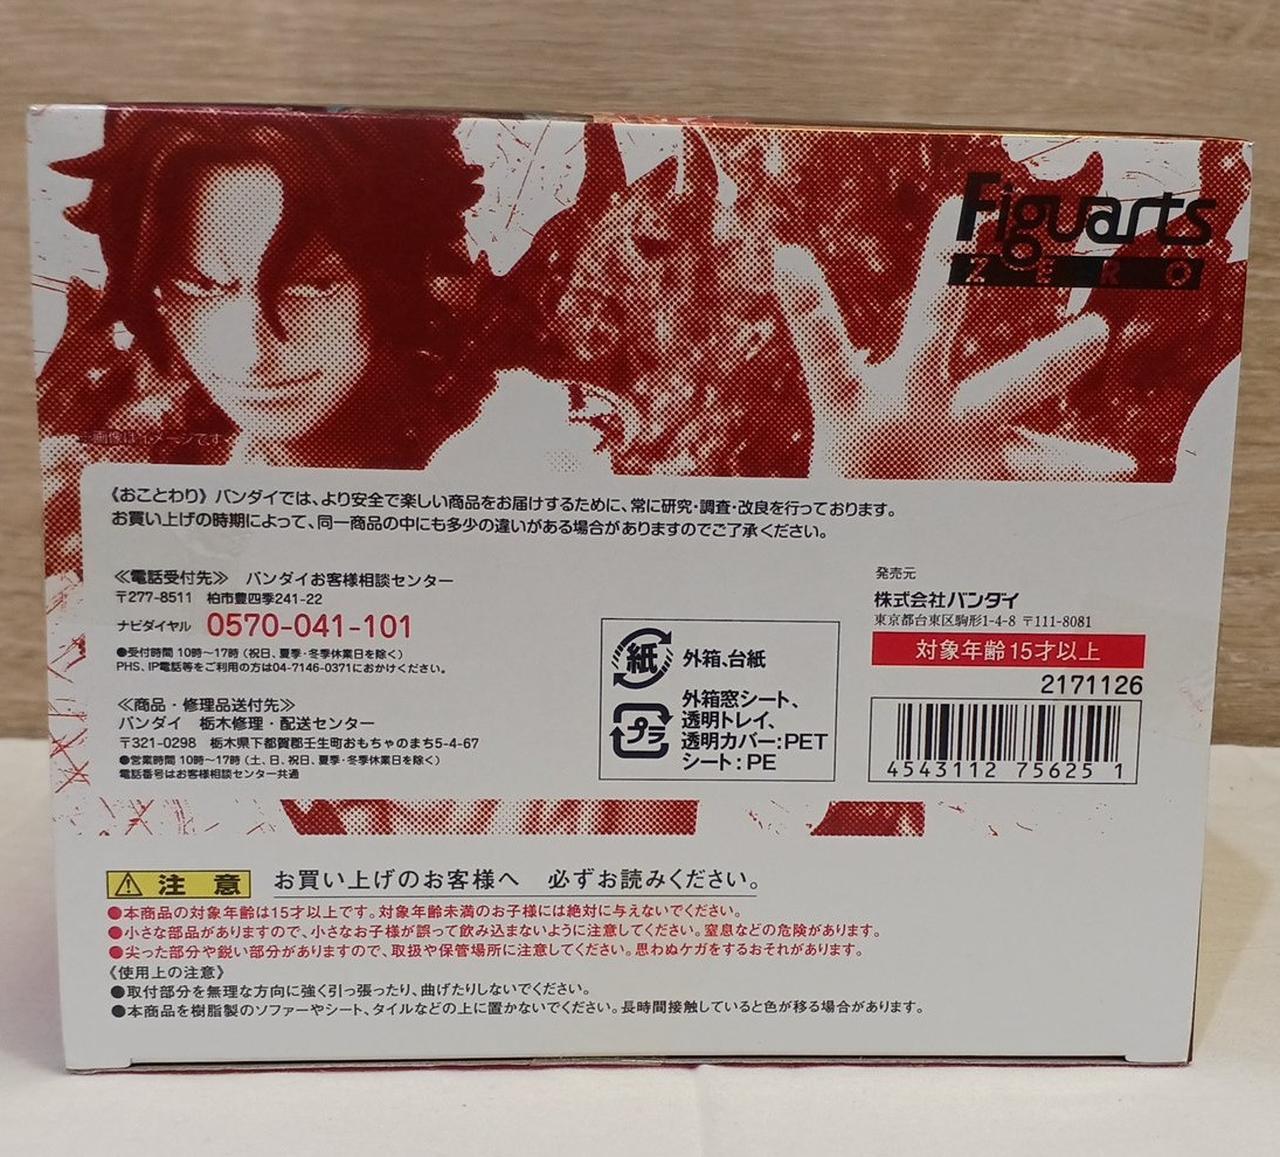 Figuarts
ZERO
画像はイメージです
《おことわり》バンダイでは、より安全で楽しい商品をお届けするために、常に研究・調査・改良を行っております。
お買い上げの時期によって、同一商品の中にも多少の違いがある場合がありますのでご了承ください。
≪電話受付先≫ バンダイお客様相談センター
〒277-8511 柏市豊四季241-22
ナビダイヤル 0570-041-101
●受付時間 10時〜17時(祝日、夏季・冬季休業日を除く)
PHS、IP電話等をご利用の方は04-7146-0371におかけください。
≪商品・修理品送付先≫
バンダイ 栃木修理・配送センター
〒321-0298 栃木県下都賀郡壬生町おもちゃのまち5-4-67
●営業時間 10時〜17時(土、日、祝日、夏季・冬季休業日を除く)
電話番号はお客様相談センター共通
紙 外箱、台紙
プラ 外箱窓シート、
透明トレイ、
透明カバー:PET
シート:PE
発売元
株式会社バンダイ
東京都台東区駒形1-4-8 〒111-8081
対象年齢15才以上
2171126
4543112 75625 1
注意 お買い上げのお客様へ 必ずお読みください。
●本商品の対象年齢は15才以上です。対象年齢未満のお子様には絶対に与えないでください。
●小さな部品がありますので、小さなお子様が誤って飲み込まないように注意してください。窒息などの危険があります。
●尖った部分や鋭い部分がありますので、取扱や保管場所に注意してください。思わぬケガをするおそれがあります。
《使用上の注意》
●取付部分を無理な方向に強く引っ張ったり、曲げたりしないでください。
●本商品を樹脂製のソファーやシート、タイルなどの上に置かないでください。長時間接触していると色が移る場合があります。